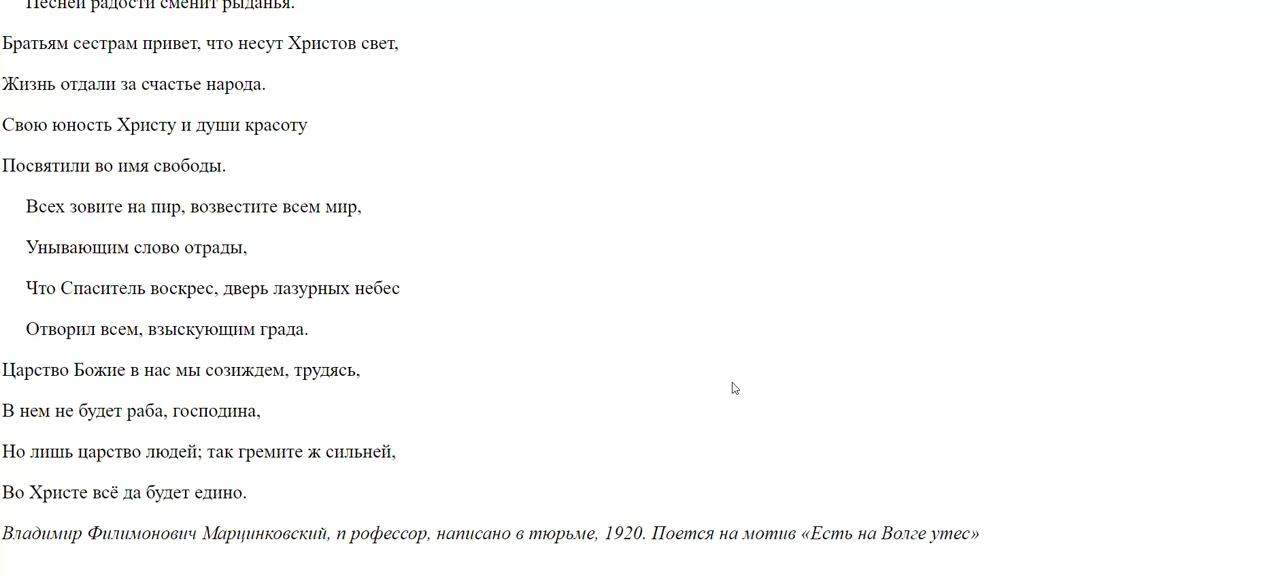 Песней радости сменит рыданья.
Братьям сестрам привет, что несут Христов свет,
Жизнь отдали за счастье народа.
Свою юность Христу и души красоту
Посвятили во имя свободы.
Всех зовите на пир, возвестите всем мир,
Унывающим слово отрады,
Что Спаситель воскрес, дверь лазурных небес
Отворил всем, взыскующим града.
Царство Божие в нас мы созиждем, трудясь,
В нем не будет раба, господина,
Но лишь царство людей; так гремите ж сильней,
Во Христе всё да будет едино.
Владимир Филимонович Марцинковский, п рофессор, написано в тюрьме, 1920. Поется на мотив «Есть на Волге утес»